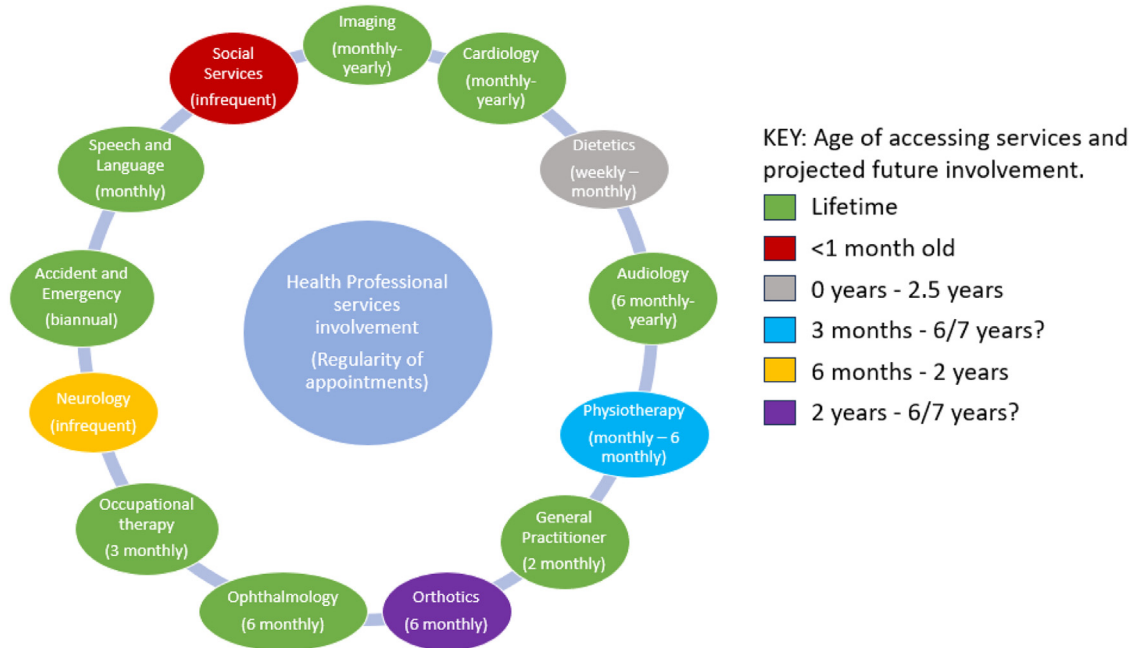 Imaging
(monthly-
yearly)
Cardiology
(monthly-
yearly)
Dietetics
(weekly –
monthly)
Audiology
(6 monthly-
yearly)
Physiotherapy
(monthly – 6
monthly)
General
Practitioner
(2 monthly)
Orthotics
(6 monthly)
Ophthalmology
(6 monthly)
Occupational
therapy
(3 monthly)
Neurology
(infrequent)
Accident and
Emergency
(biannual)
Speech and
Language
(monthly)
Social
Services
(infrequent)
Health Professional
services
involvement
(Regularity of
appointments)
KEY: Age of accessing services and
projected future involvement.
Lifetime
<1 month old
0 years - 2.5 years
3 months - 6/7 years?
6 months - 2 years
2 years - 6/7 years?